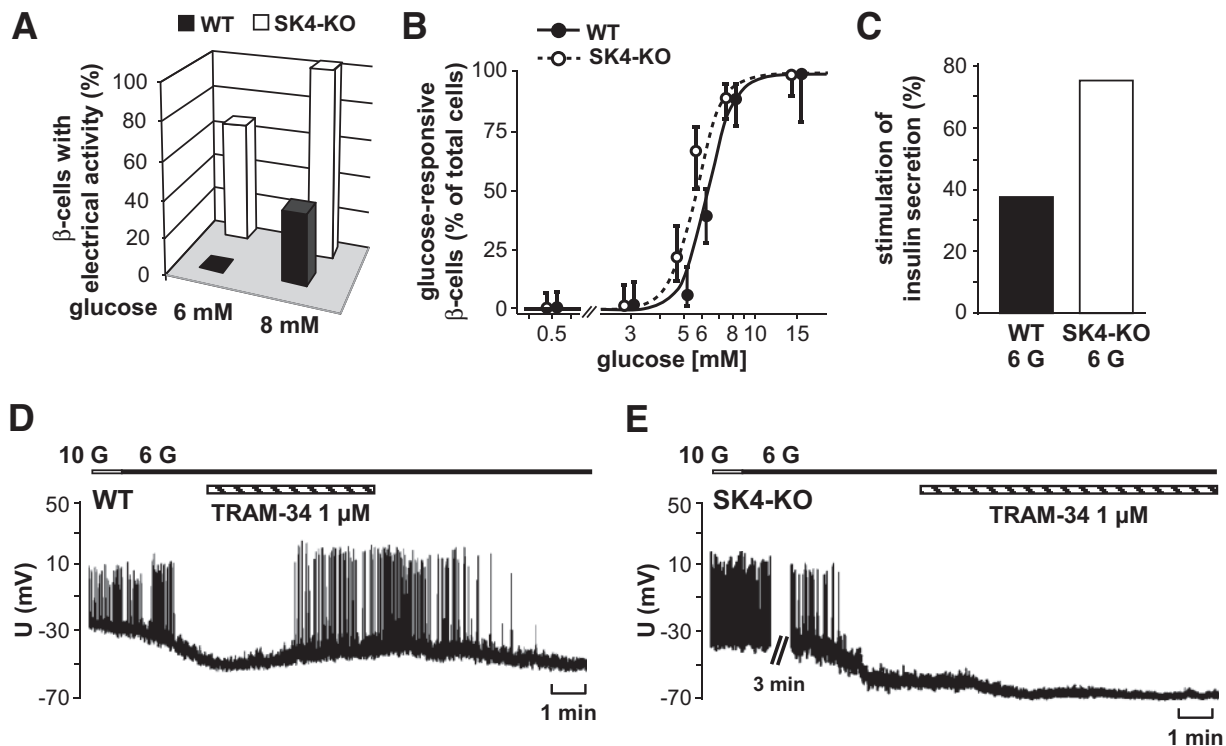 A
WT SK4-KO
β-cells with
electrical activity (%)
100
80
60
40
20
0
glucose 6 mM
8 mM
B
WT
SK4-KO
glucose-responsive
β-cells (% of total cells)
100
75
50
25
0
0.5 3 5 6 8 10 15
glucose [mM]
C
stimulation of
insulin secretion (%)
80
60
40
20
0
WT SK4-KO
6 G 6 G
D
10 G 6 G
WT
TRAM-34 1 µM
U (mV)
50
10
-30
-70
1 min
E
10 G 6 G
SK4-KO
TRAM-34 1 µM
U (mV)
50
10
-30
-70
3 min
1 min